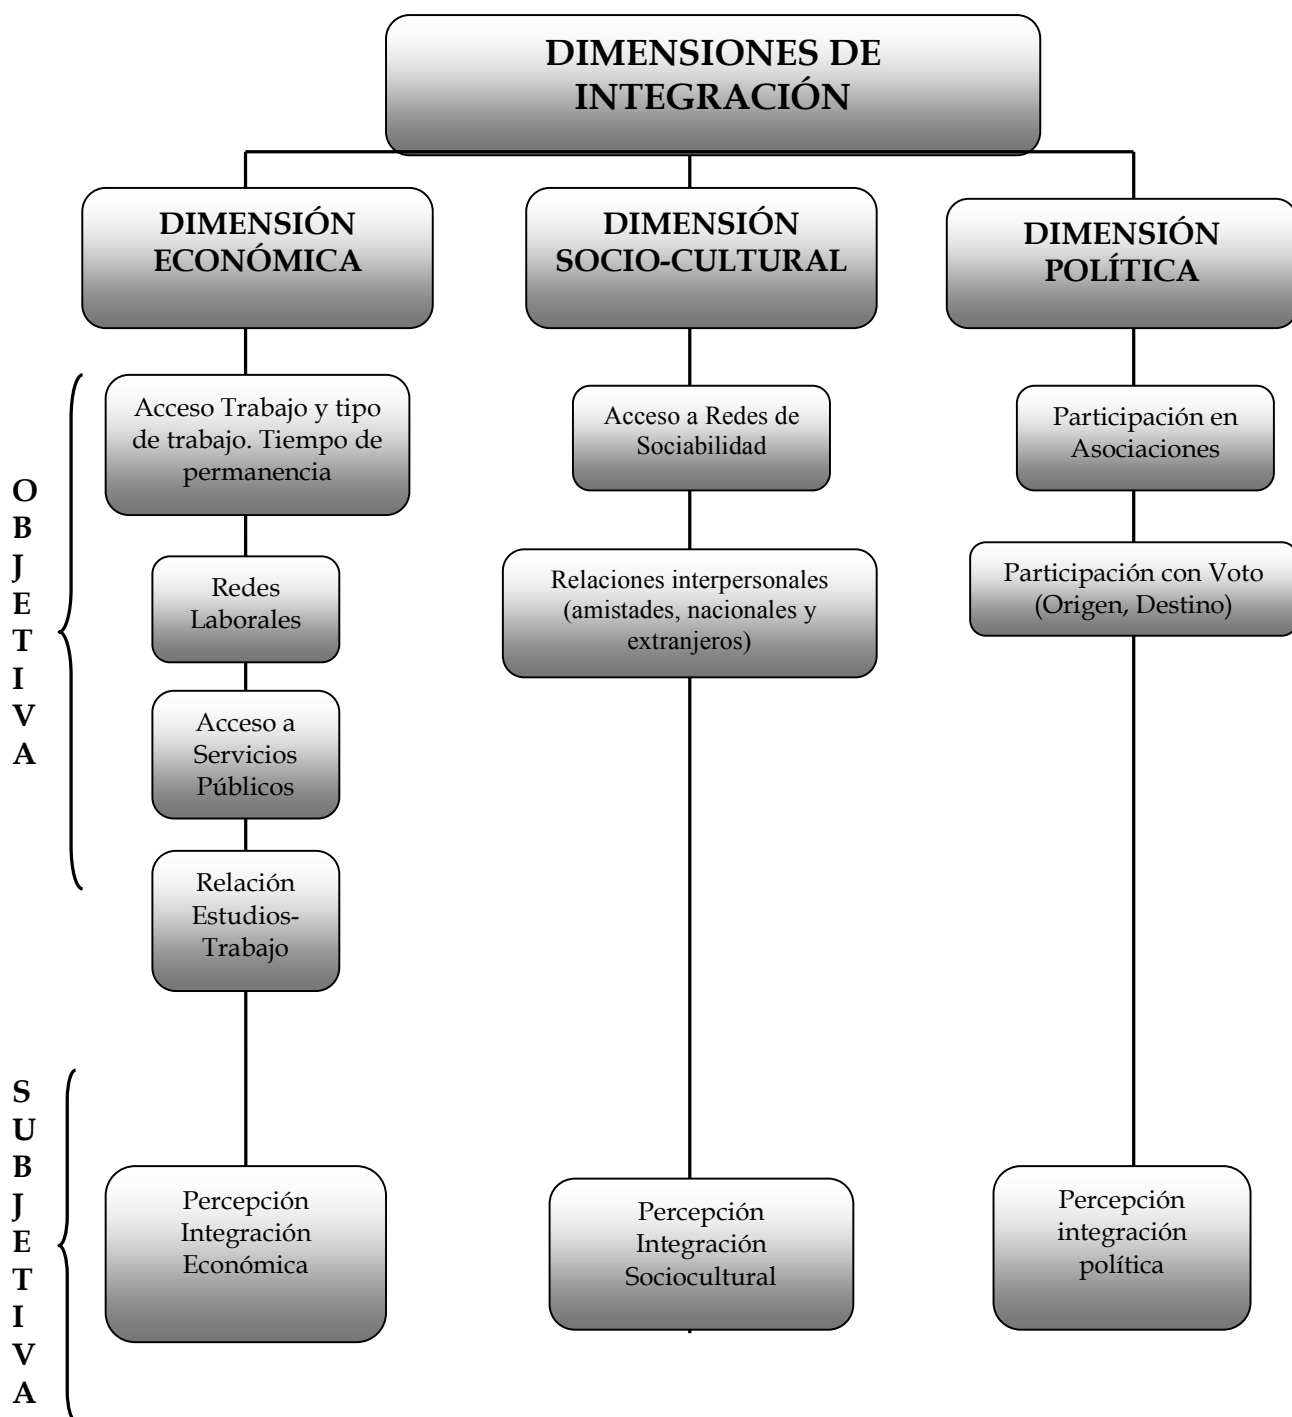 DIMENSIONES DE
INTEGRACIÓN
DIMENSIÓN
ECONÓMICA
DIMENSIÓN
SOCIO-CULTURAL
DIMENSIÓN
POLÍTICA
OBJETIVA
Acceso Trabajo y tipo
de trabajo. Tiempo de
permanencia
Redes
Laborales
Acceso a
Servicios
Públicos
Relación
Estudios-
Trabajo
Acceso a Redes de
Sociabilidad
Relaciones interpersonales
(amistades, nacionales y
extranjeros)
Participación en
Asociaciones
Participación con Voto
(Origen, Destino)
SUBJETIVA
Percepción
Integración
Económica
Percepción
Integración
Sociocultural
Percepción
integración
política